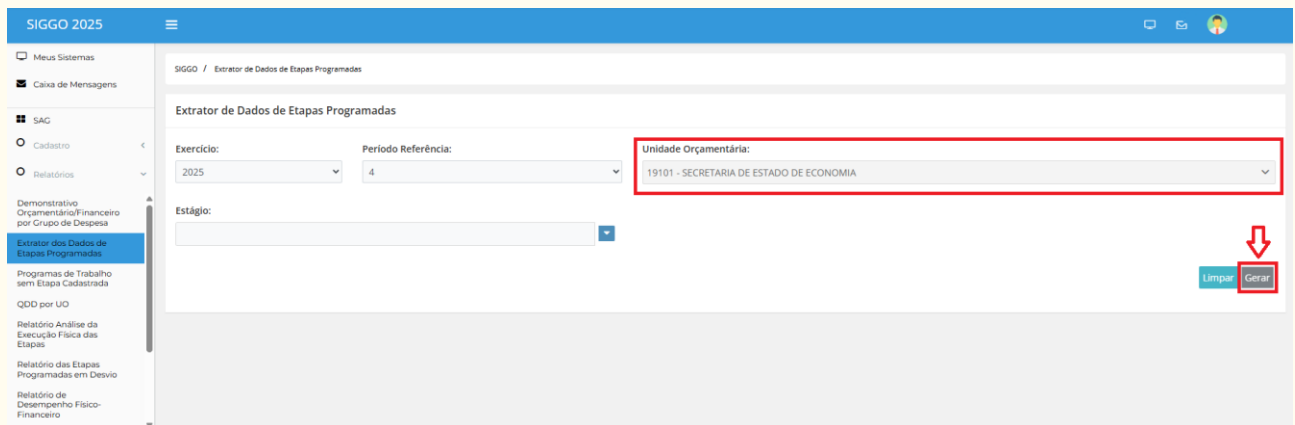 SIGGO 2025
Meus Sistemas
Caixa de Mensagens
SAG
Cadastro
Relatórios
Demonstrativo
Orçamentário/Financeiro
por Grupo de Despesa
Extrator dos Dados de
Etapas Programadas
Programas de Trabalho
sem Etapa Cadastrada
QDD por UO
Relatório Análise da
Execução Física das
Etapas
Relatório das Etapas
Programadas em Desvio
Relatório de
Desempenho Físico-
Financeiro
SIGGO / Extrator de Dados de Etapas Programadas
Extrator de Dados de Etapas Programadas
Exercício:
2025
Período Referência:
4
Unidade Orçamentária:
19101 - SECRETARIA DE ESTADO DE ECONOMIA
Estágio:
Limpar
Gerar